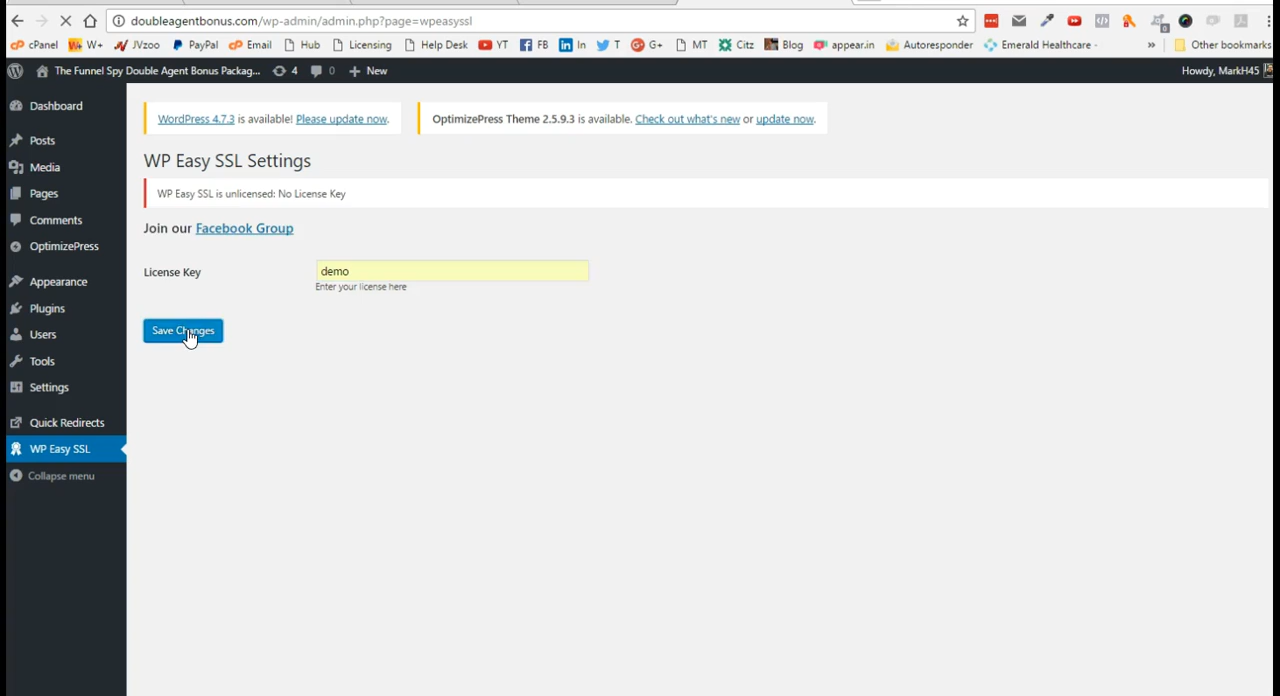 doubleagentbonus.com/wp-admin/admin.php?page=wpeasyssl
cPanel W+ JVzoo PayPal Email Hub Licensing Help Desk YT FB In T G+ MT Citz Blog appear.in Autoresponder Emerald Healthcare - » Other bookmarks
The Funnel Spy Double Agent Bonus Packag... 4 0 New Howdy, MarkH45
Dashboard
Posts
Media
Pages
Comments
OptimizePress
Appearance
Plugins
Users
Tools
Settings
Quick Redirects
WP Easy SSL
Collapse menu
WordPress 4.7.3 is available! Please update now.
OptimizePress Theme 2.5.9.3 is available. Check out what's new or update now.
WP Easy SSL Settings
WP Easy SSL is unlicensed: No License Key
Join our Facebook Group
License Key demo
Enter your license here
Save Changes